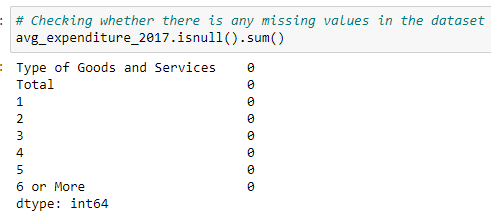 : # Checking whether there is any missing values in the dataset
avg_expenditure_2017.isnull().sum()
: Type of Goods and Services 0
Total 0
1 0
2 0
3 0
4 0
5 0
6 or More 0
dtype: int64